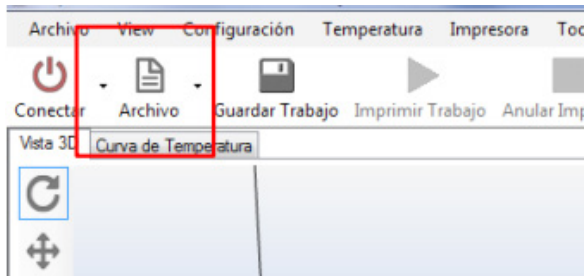 Archivo View Configuración Temperatura Impresora
Conectar Archivo Guardar Trabajo Imprimir Trabajo Anular
Vista 3D Curva de Temperatura